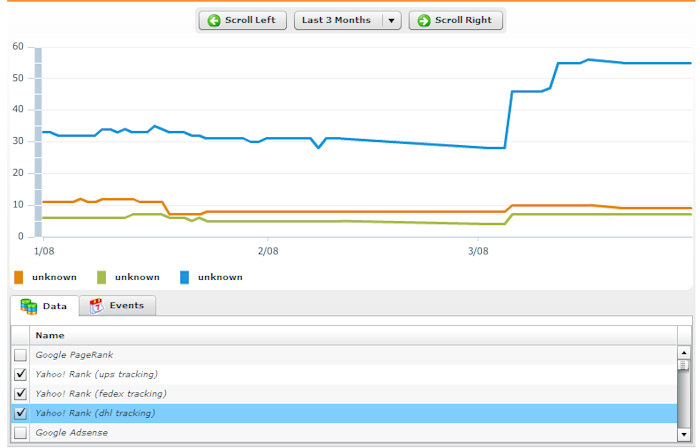 Scroll Left Last 3 Months Scroll Right
60
50
40
30
20
10
0
1/08 2/08 3/08
unknown unknown unknown
Data Events
Name
Google PageRank
Yahoo! Rank (ups tracking)
Yahoo! Rank (fedex tracking)
Yahoo! Rank (dhl tracking)
Google Adsense